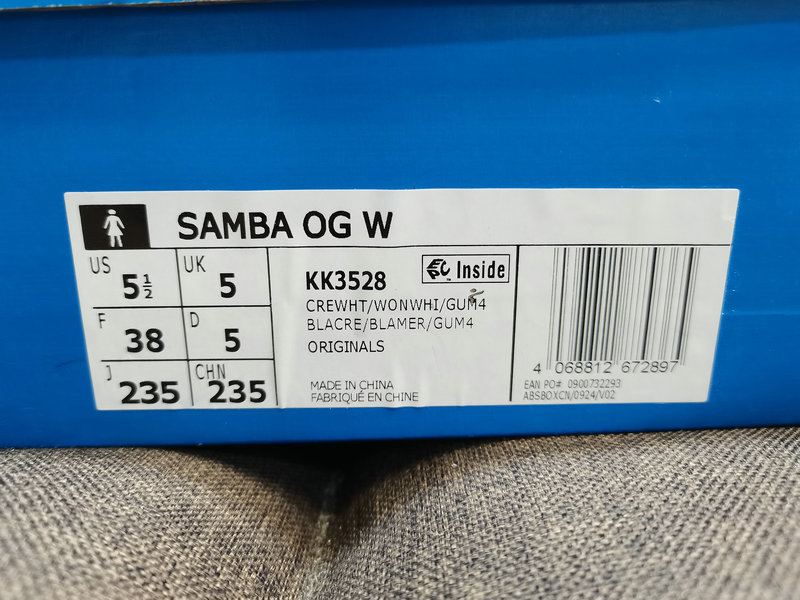 SAMBA OG W
US 5½ UK 5
F 38 D 5
J 235 CHN 235
KK3528
EPC Inside
CREWHT/WONWHI/GUM4
BLACRE/BLAMER/GUM4
ORIGINALS
MADE IN CHINA
FABRIQUÉ EN CHINE
4 068812 672897
EAN PO# 0900732293
ABSBOXCN/0924/V02